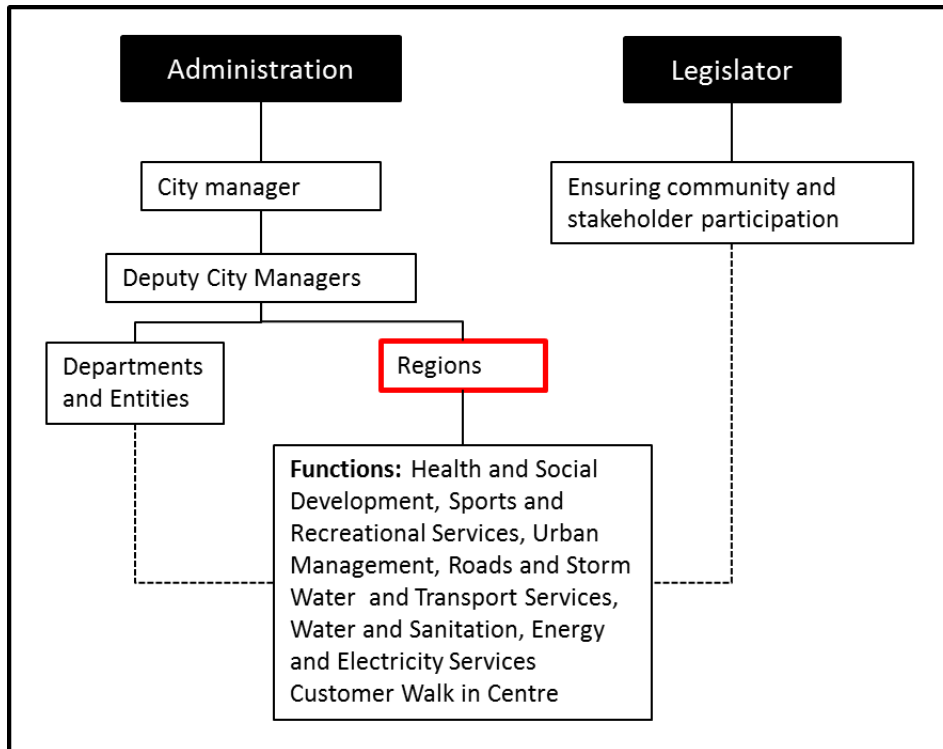 Administration
Legislator
City manager
Ensuring community and
stakeholder participation
Deputy City Managers
Departments
and Entities
Regions
Functions: Health and Social
Development, Sports and
Recreational Services, Urban
Management, Roads and Storm
Water and Transport Services,
Water and Sanitation, Energy
and Electricity Services
Customer Walk in Centre